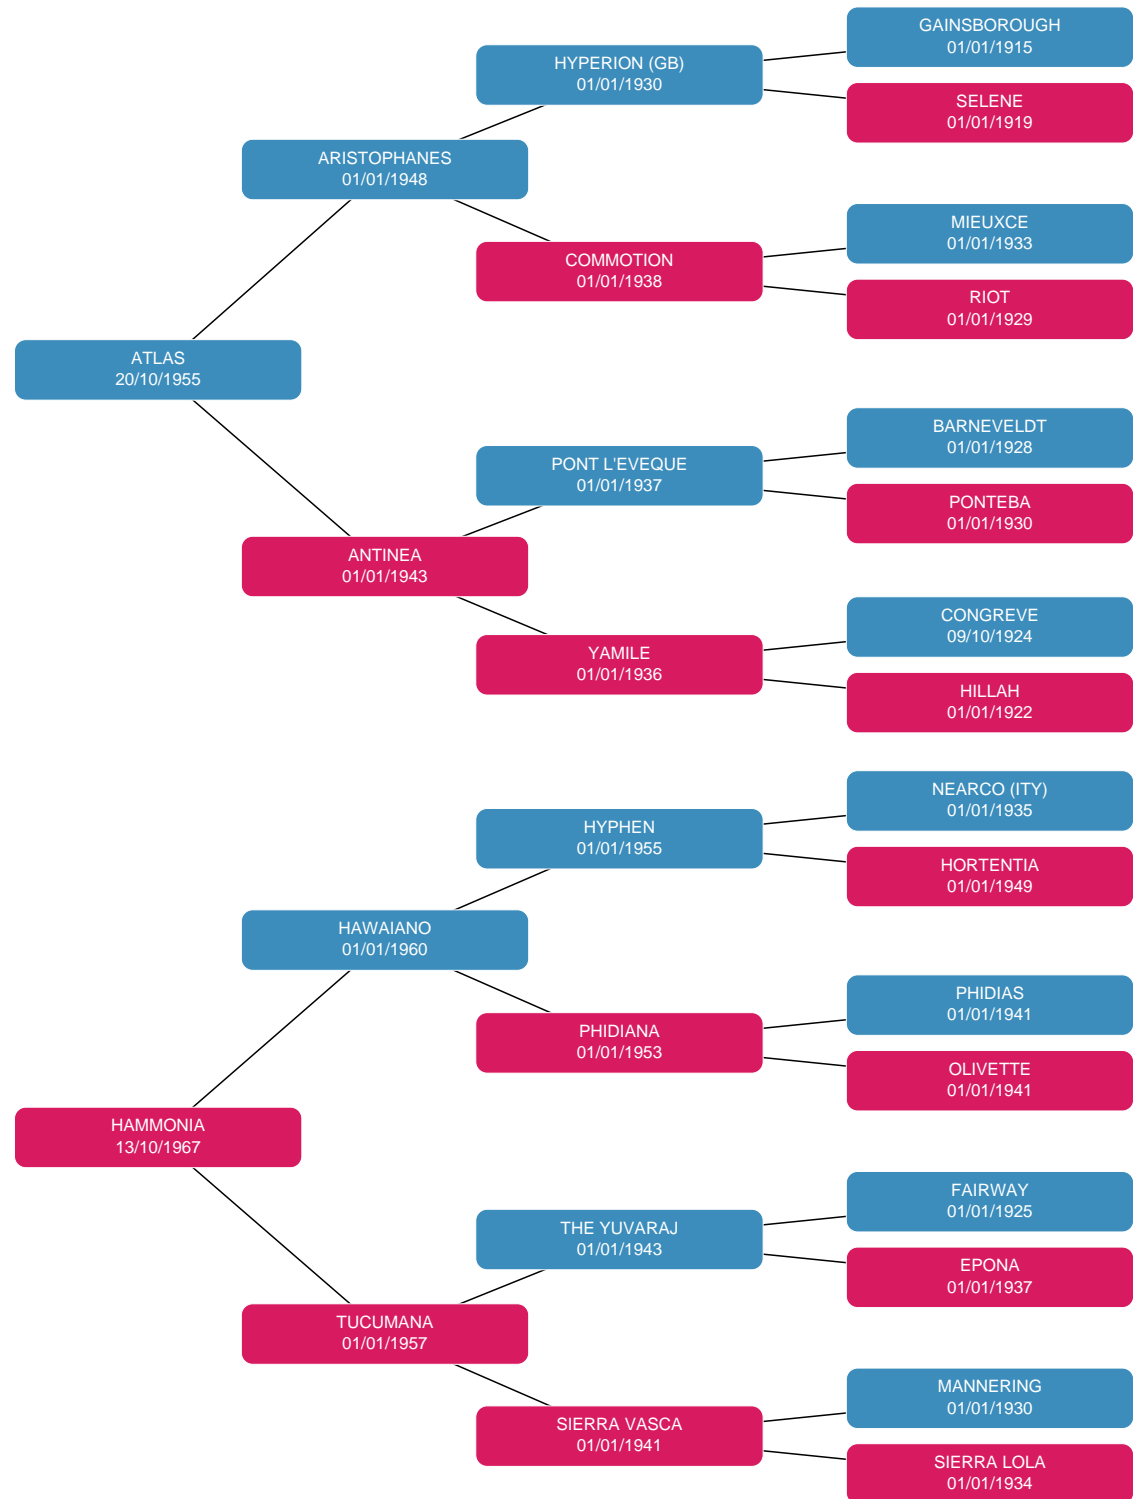 GAINSBOROUGH
01/01/1915
HYPERION (GB)
01/01/1930
SELENE
01/01/1919
ARISTOPHANES
01/01/1948
MIEUXCE
01/01/1933
COMMOTION
01/01/1938
RIOT
01/01/1929
ATLAS
20/10/1955
BARNEVELDT
01/01/1928
PONT L'EVEQUE
01/01/1937
PONTEBA
01/01/1930
ANTINEA
01/01/1943
CONGREVE
09/10/1924
YAMILE
01/01/1936
HILLAH
01/01/1922
NEARCO (ITY)
01/01/1935
HYPHEN
01/01/1955
HORTENTIA
01/01/1949
HAWAIANO
01/01/1960
PHIDIAS
01/01/1941
PHIDIANA
01/01/1953
OLIVETTE
01/01/1941
HAMMONIA
13/10/1967
FAIRWAY
01/01/1925
THE YUVARAJ
01/01/1943
EPONA
01/01/1937
TUCUMANA
01/01/1957
MANNERING
01/01/1930
SIERRA VASCA
01/01/1941
SIERRA LOLA
01/01/1934